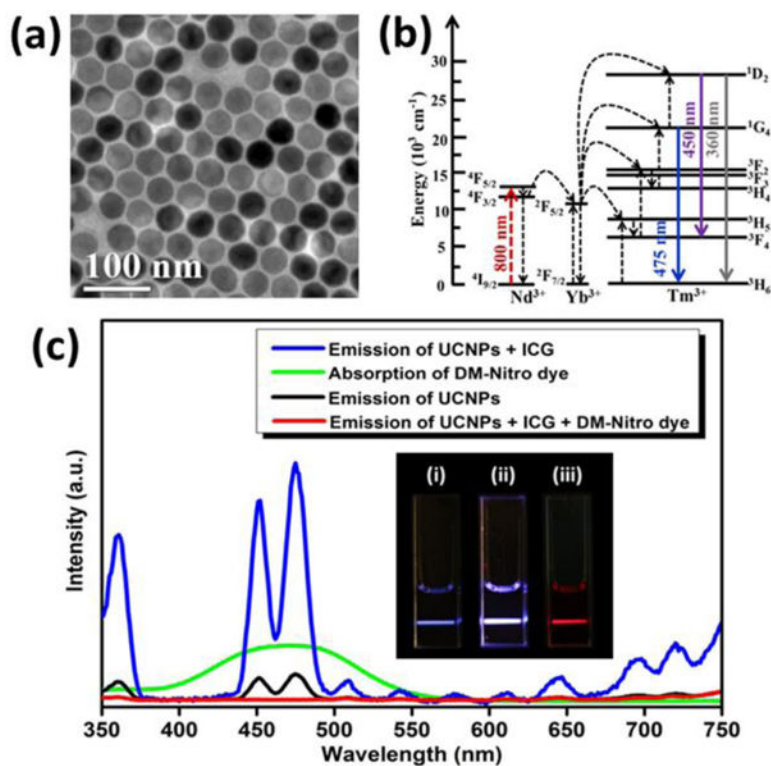 (a)
100 nm
(b)
Energy (10³ cm⁻¹)
30
25
20
15
10
5
0
⁴F₅/₂
⁴F₃/₂
⁴I₉/₂
800 nm
Nd³⁺
²F₅/₂
²F₇/₂
Yb³⁺
¹D₂
¹G₄
³F₂
³F₃
³H₄
³H₅
³F₄
³H₆
475 nm
450 nm
360 nm
Tm³⁺
(c)
Emission of UCNPs + ICG
Absorption of DM-Nitro dye
Emission of UCNPs
Emission of UCNPs + ICG + DM-Nitro dye
(i) (ii) (iii)
Intensity (a.u.)
350 400 450 500 550 600 650 700 750
Wavelength (nm)